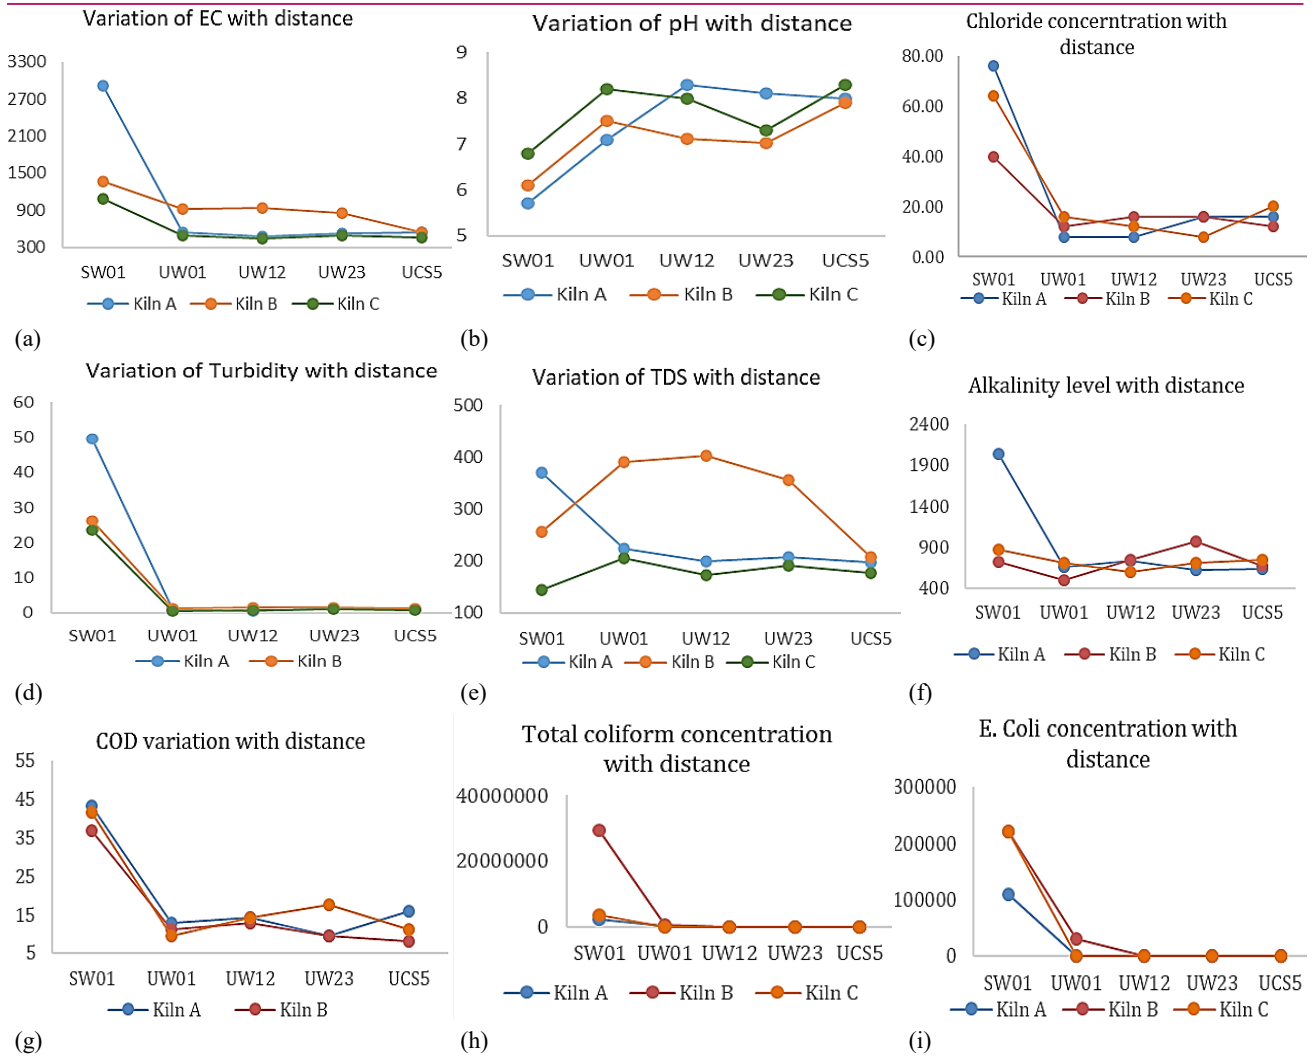 Variation of EC with distance
3300
2700
2100
1500
900
300
SW01 UW01 UW12 UW23 UCS5
Kiln A Kiln B Kiln C
(a)
Variation of pH with distance
9
8
7
6
5
SW01 UW01 UW12 UW23 UCS5
Kiln A Kiln B Kiln C
(b)
Chloride concerntration with
distance
80.00
60.00
40.00
20.00
0.00
SW01 UW01 UW12 UW23 UCS5
Kiln A Kiln B Kiln C
(c)
Variation of Turbidity with distance
60
50
40
30
20
10
0
SW01 UW01 UW12 UW23 UCS5
Kiln A Kiln B
(d)
Variation of TDS with distance
500
400
300
200
100
SW01 UW01 UW12 UW23 UCS5
Kiln A Kiln B Kiln C
(e)
Alkalinity level with distance
2400
1900
1400
900
400
SW01 UW01 UW12 UW23 UCS5
Kiln A Kiln B Kiln C
(f)
COD variation with distance
55
45
35
25
15
5
SW01 UW01 UW12 UW23 UCS5
Kiln A Kiln B
(g)
Total coliform concentration
with distance
40000000
20000000
0
SW01 UW01 UW12 UW23 UCS5
Kiln A Kiln B Kiln C
(h)
E. Coli concentration with
distance
300000
200000
100000
0
SW01 UW01 UW12 UW23 UCS5
Kiln A Kiln B Kiln C
(i)